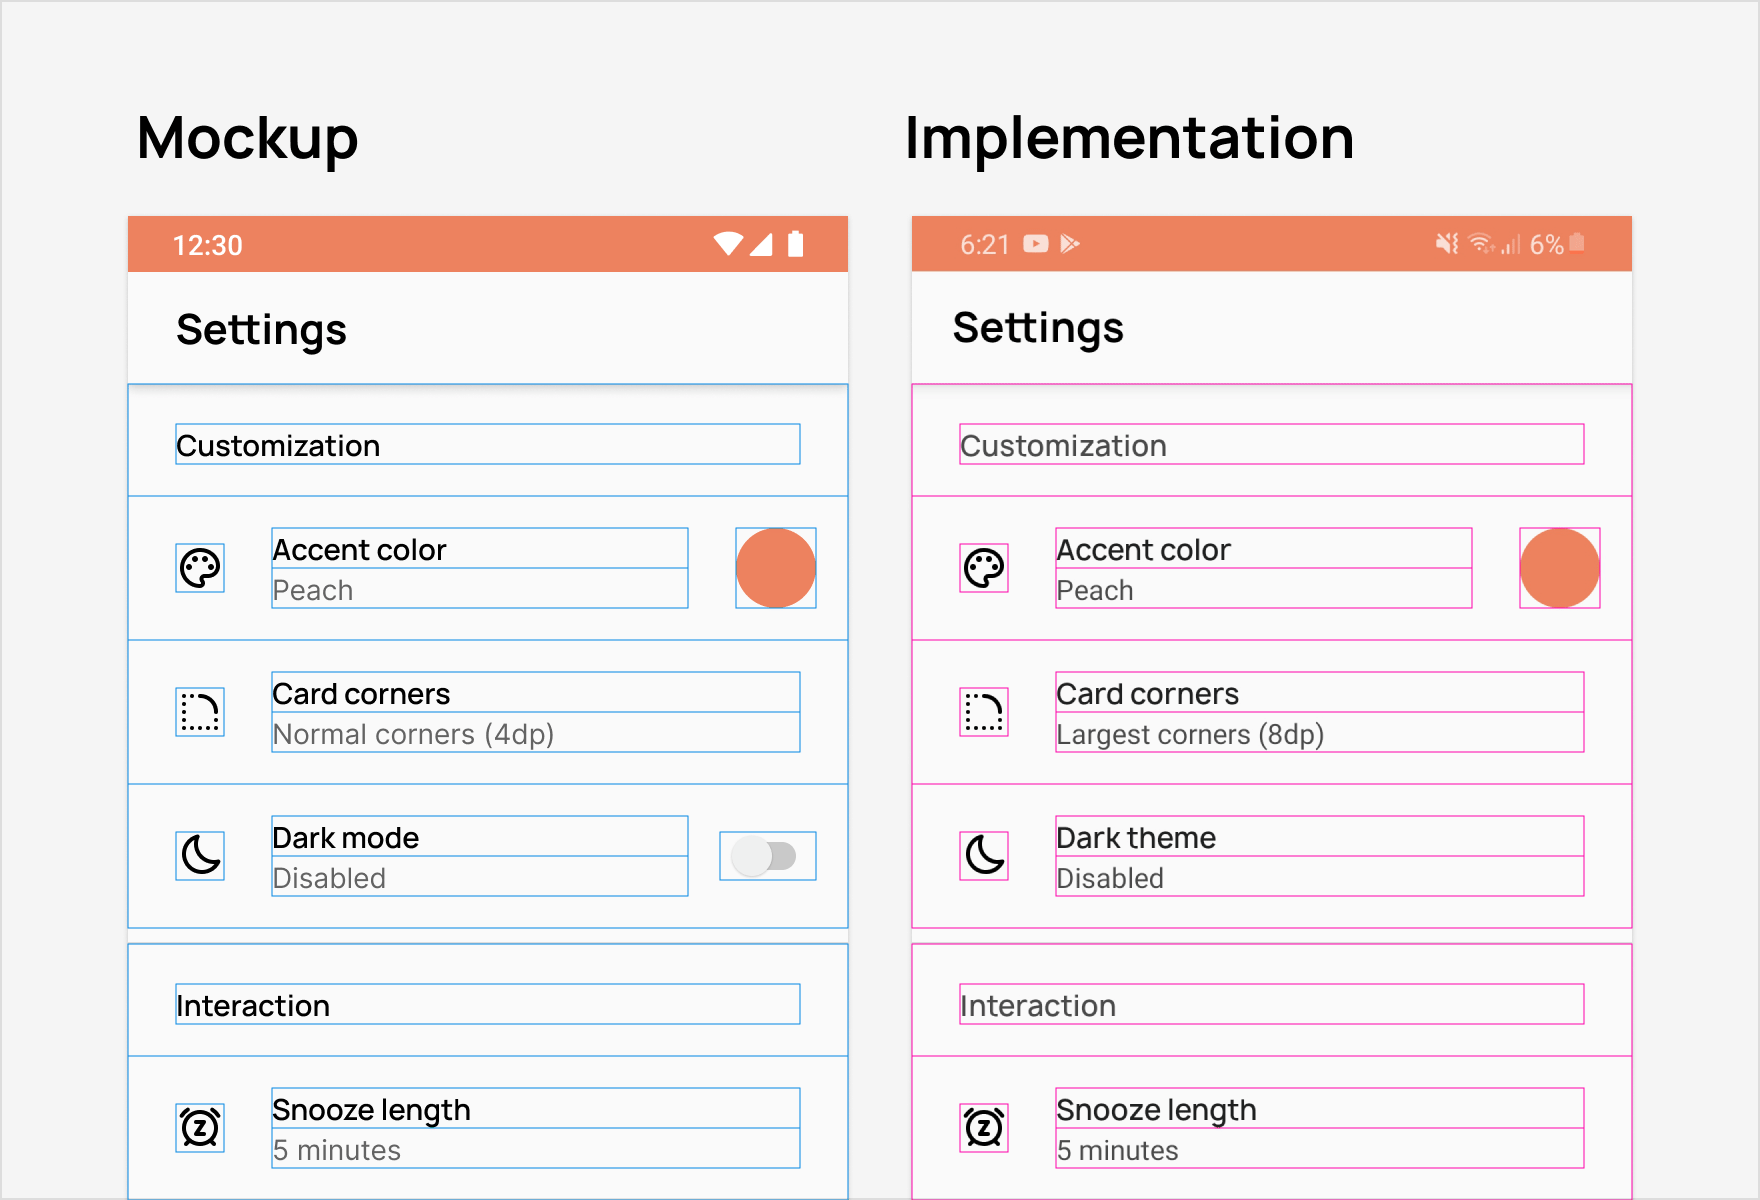 Mockup
12:30
Settings
Customization
Accent color
Peach
Card corners
Normal corners (4dp)
Dark mode
Disabled
Interaction
Snooze length
5 minutes
Implementation
6:21 6%
Settings
Customization
Accent color
Peach
Card corners
Largest corners (8dp)
Dark theme
Disabled
Interaction
Snooze length
5 minutes